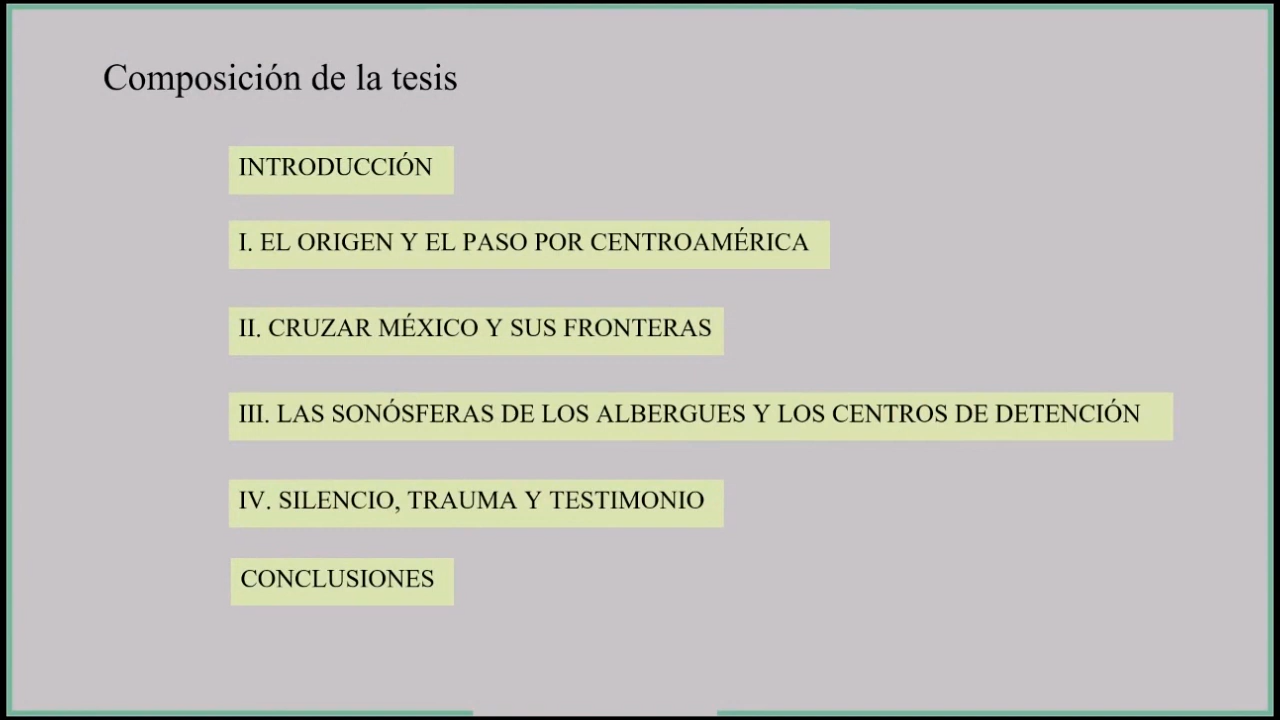 Composición de la tesis
INTRODUCCIÓN
I. EL ORIGEN Y EL PASO POR CENTROAMÉRICA
II. CRUZAR MÉXICO Y SUS FRONTERAS
III. LAS SONÓSFERAS DE LOS ALBERGUES Y LOS CENTROS DE DETENCIÓN
IV. SILENCIO, TRAUMA Y TESTIMONIO
CONCLUSIONES